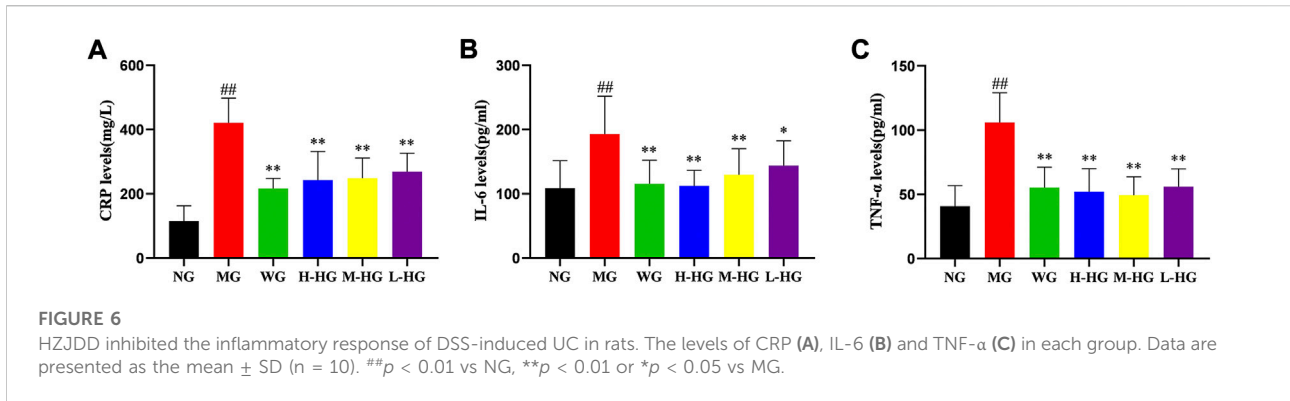 A
CRP levels(mg/L)
600
400
200
0
##
**
**
**
**
NG MG WG H-HG M-HG L-HG
B
IL-6 levels(pg/ml)
300
200
100
0
##
**
**
**
*
NG MG WG H-HG M-HG L-HG
C
TNF-α levels(pg/ml)
150
100
50
0
##
**
**
**
**
NG MG WG H-HG M-HG L-HG
FIGURE 6
HZJDD inhibited the inflammatory response of DSS-induced UC in rats. The levels of CRP (A), IL-6 (B) and TNF-α (C) in each group. Data are
presented as the mean ± SD (n = 10). ##p < 0.01 vs NG, **p < 0.01 or *p < 0.05 vs MG.